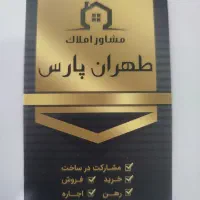 مشاور املاک
طهران پارس
مشارکت در ساخت
خرید فروش
رهن اجاره